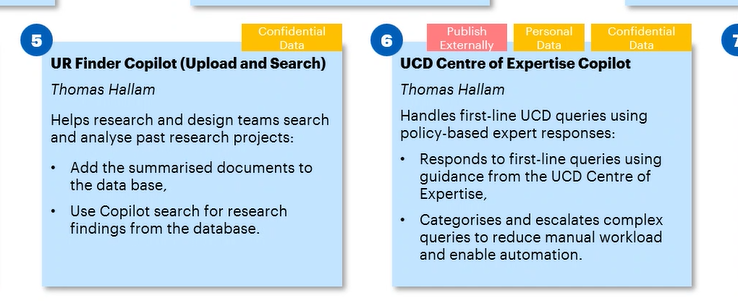 5
Confidential
Data
UR Finder Copilot (Upload and Search)
Thomas Hallam
Helps research and design teams search
and analyse past research projects:
• Add the summarised documents to
the data base,
• Use Copilot search for research
findings from the database.
6
Publish
Externally
Personal
Data
Confidential
Data
UCD Centre of Expertise Copilot
Thomas Hallam
Handles first-line UCD queries using
policy-based expert responses:
• Responds to first-line queries using
guidance from the UCD Centre of
Expertise,
• Categorises and escalates complex
queries to reduce manual workload
and enable automation.